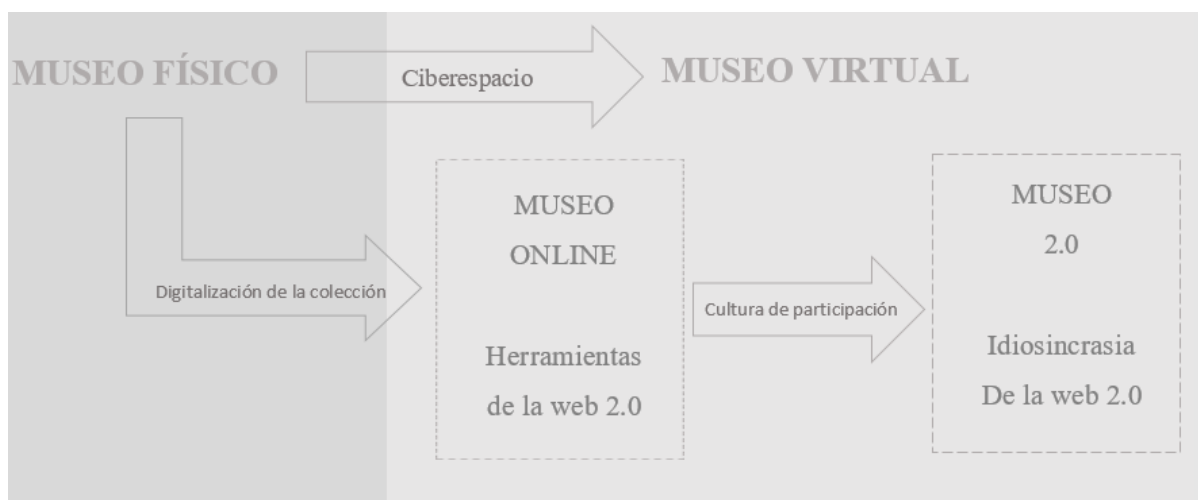 MUSEO FÍSICO
Ciberespacio
MUSEO VIRTUAL
Digitalización de la colección
MUSEO
ONLINE
Herramientas
de la web 2.0
Cultura de participación
MUSEO
2.0
Idiosincrasia
De la web 2.0